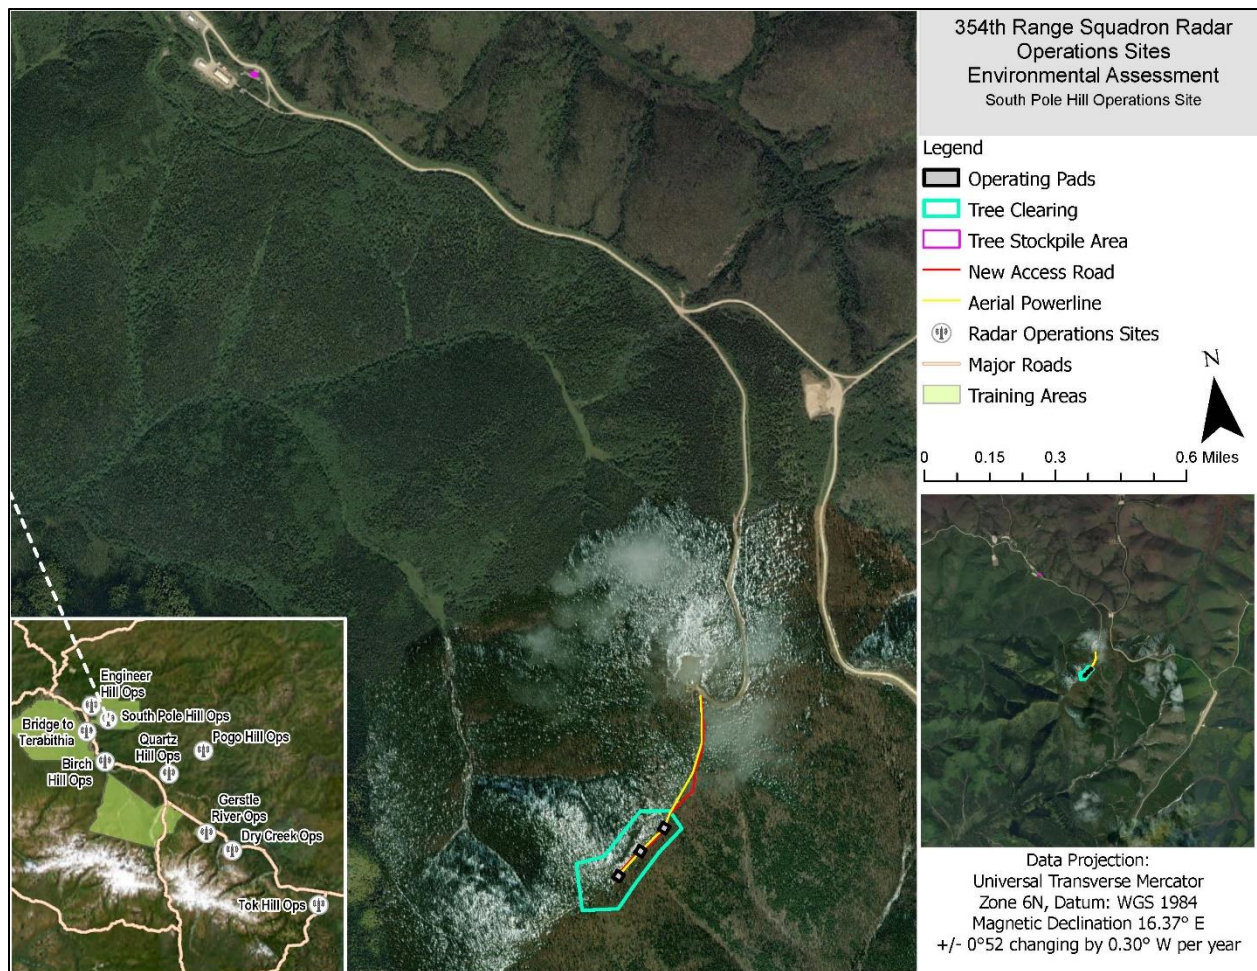 354th Range Squadron Radar
Operations Sites
Environmental Assessment
South Pole Hill Operations Site
Legend
Operating Pads
Tree Clearing
Tree Stockpile Area
New Access Road
Aerial Powerline
Radar Operations Sites
Major Roads
Training Areas
N
0 0.15 0.3 0.6 Miles
Engineer
Hill Ops
South Pole Hill Ops
Bridge to
Terabithia
Quartz
Hill Ops
Pogo Hill Ops
Birch
Hill Ops
Gerstle
River Ops
Dry Creek Ops
Tok Hill Ops
Data Projection:
Universal Transverse Mercator
Zone 6N, Datum: WGS 1984
Magnetic Declination 16.37° E
+/- 0°52 changing by 0.30° W per year